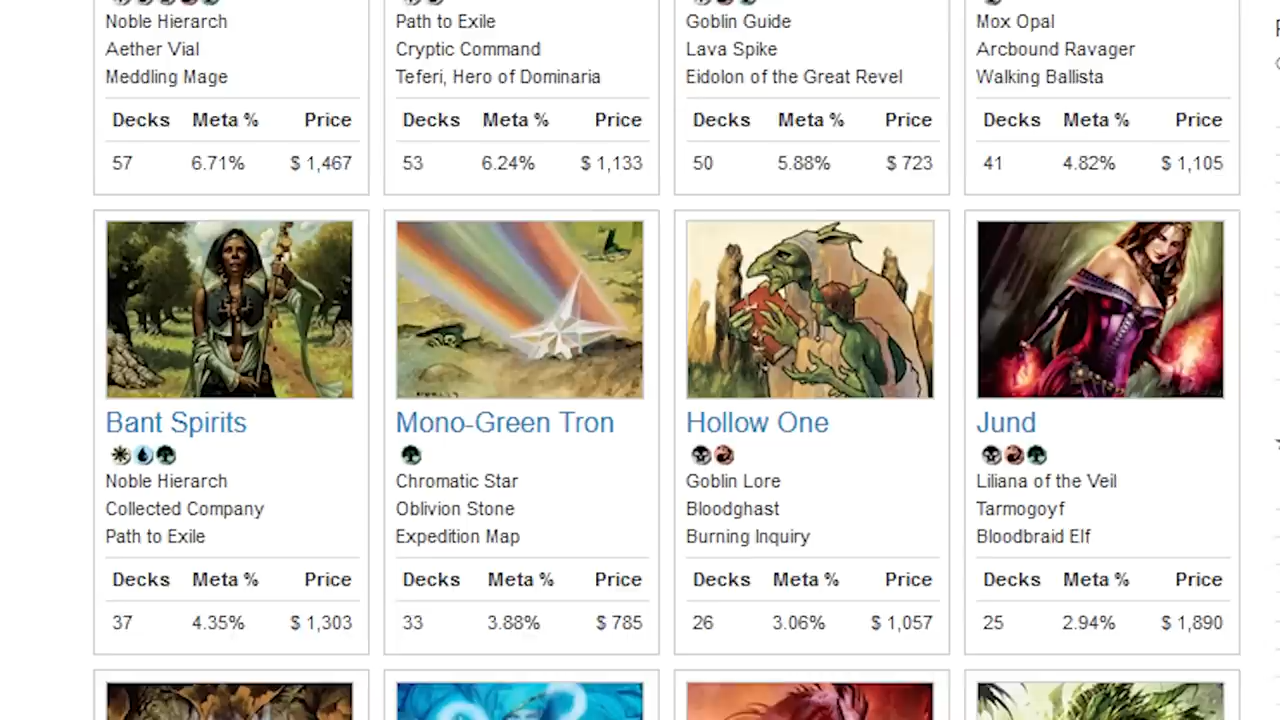 Noble Hierarch
Aether Vial
Meddling Mage
Decks Meta % Price
57 6.71% $ 1,467
Path to Exile
Cryptic Command
Teferi, Hero of Dominaria
Decks Meta % Price
53 6.24% $ 1,133
Goblin Guide
Lava Spike
Eidolon of the Great Revel
Decks Meta % Price
50 5.88% $ 723
Mox Opal
Arcbound Ravager
Walking Ballista
Decks Meta % Price
41 4.82% $ 1,105
Bant Spirits
Noble Hierarch
Collected Company
Path to Exile
Decks Meta % Price
37 4.35% $ 1,303
Mono-Green Tron
Chromatic Star
Oblivion Stone
Expedition Map
Decks Meta % Price
33 3.88% $ 785
Hollow One
Goblin Lore
Bloodghast
Burning Inquiry
Decks Meta % Price
26 3.06% $ 1,057
Jund
Liliana of the Veil
Tarmogoyf
Bloodbraid Elf
Decks Meta % Price
25 2.94% $ 1,890